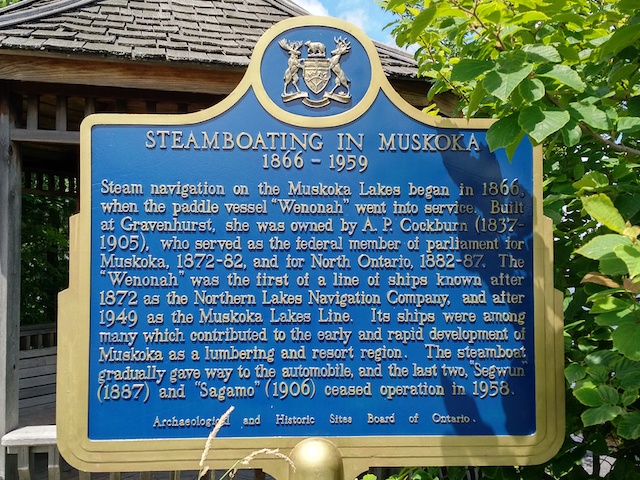 STEAMBOATING IN MUSKOKA
1866 - 1959
Steam navigation on the Muskoka Lakes began in 1866,
when the paddle vessel "Wenonah" went into service. Built
at Gravenhurst, she was owned by A. P. Cockburn (1837-
1905), who served as the federal member of parliament for
Muskoka, 1872-82, and for North Ontario, 1882-87. The
"Wenonah" was the first of a line of ships known after
1872 as the Northern Lakes Navigation Company, and after
1949 as the Muskoka Lakes Line. Its ships were among
many which contributed to the early and rapid development of
Muskoka as a lumbering and resort region. The steamboat
gradually gave way to the automobile, and the last two, "Segwun"
(1887) and "Sagamo" (1906) ceased operation in 1958.
Archaeological and Historic Sites Board of Ontario.